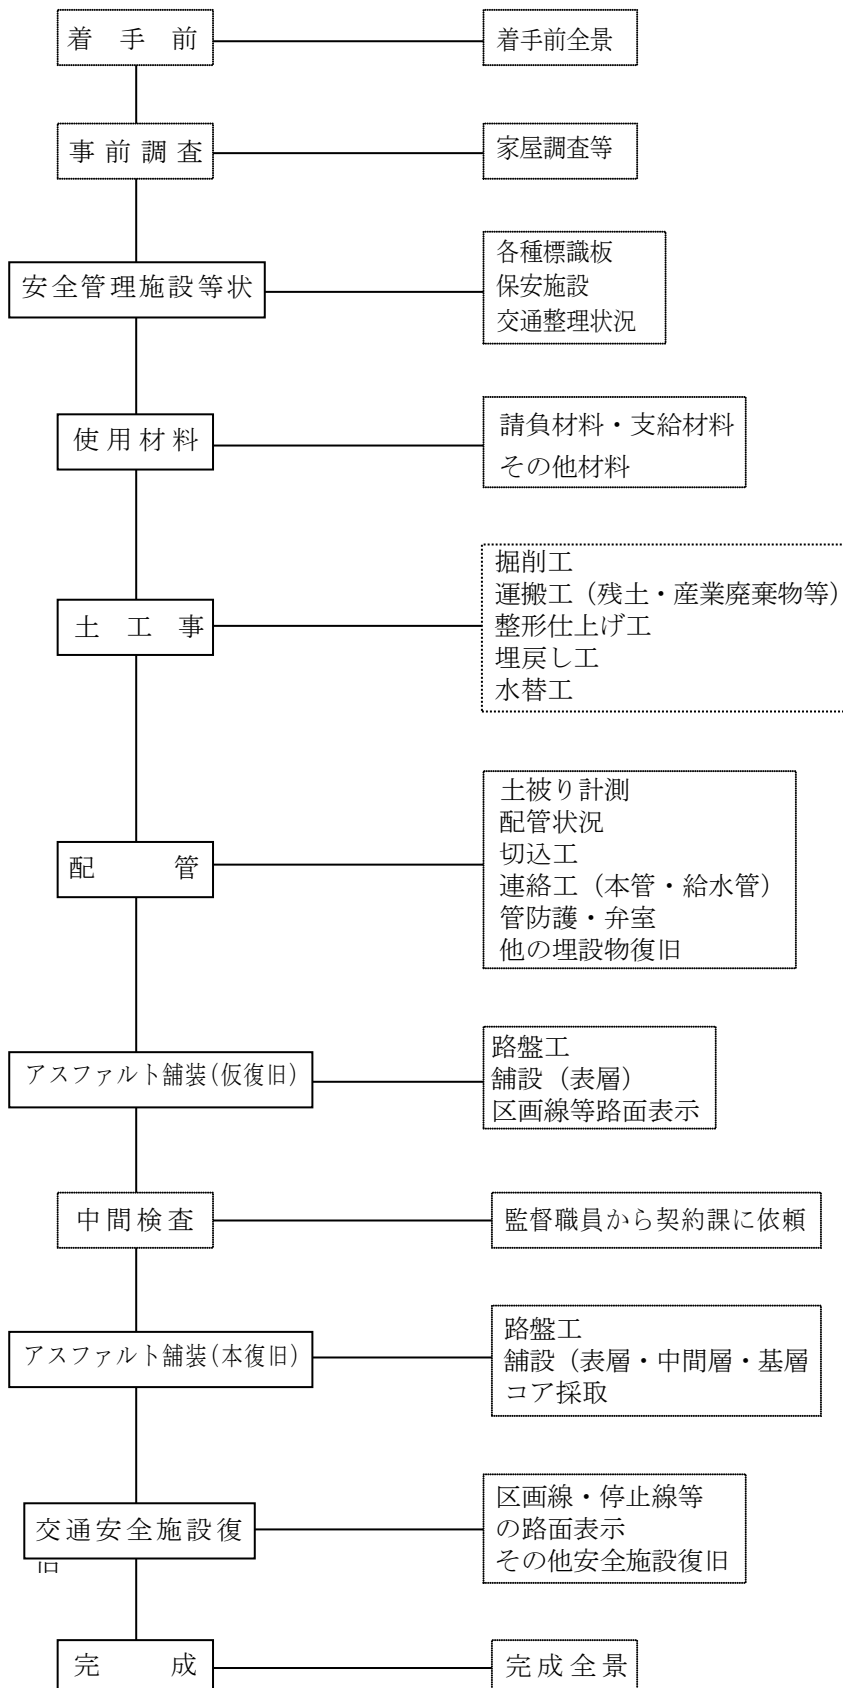 着手前
着手前全景
事前調査
家屋調査等
安全管理施設等状
各種標識板
保安施設
交通整理状況
使用材料
請負材料・支給材料
その他材料
土工事
掘削工
運搬工（残土・産業廃棄物等）
整形仕上げ工
埋戻し工
水替工
配管
土被り計測
配管状況
切込工
連絡工（本管・給水管）
管防護・弁室
他の埋設物復旧
アスファルト舗装(仮復旧)
路盤工
舗設（表層）
区画線等路面表示
中間検査
監督職員から契約課に依頼
アスファルト舗装(本復旧)
路盤工
舗設（表層・中間層・基層
コア採取
交通安全施設復
区画線・停止線等
の路面表示
その他安全施設復旧
完成
完成全景